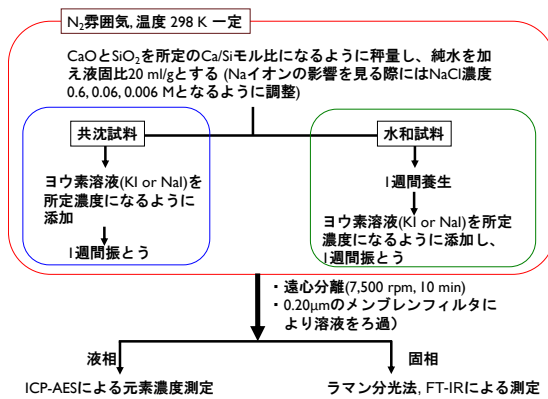 N₂雰囲気, 温度 298 K 一定
CaOとSiO₂を所定のCa/Siモル比になるように秤量し、純水を加
え液固比20 ml/gとする (Naイオンの影響を見る際にはNaCl濃度
0.6, 0.06, 0.006 Mとなるように調整)
共沈試料
ヨウ素溶液(KI or NaI)を
所定濃度になるように
添加
1週間振とう
水和試料
1週間養生
ヨウ素溶液(KI or NaI)を所定
濃度になるように添加し、
1週間振とう
・遠心分離(7,500 rpm, 10 min)
・0.20μmのメンブレンフィルタに
より溶液をろ過）
液相
固相
ICP-AESによる元素濃度測定
ラマン分光法, FT-IRによる測定